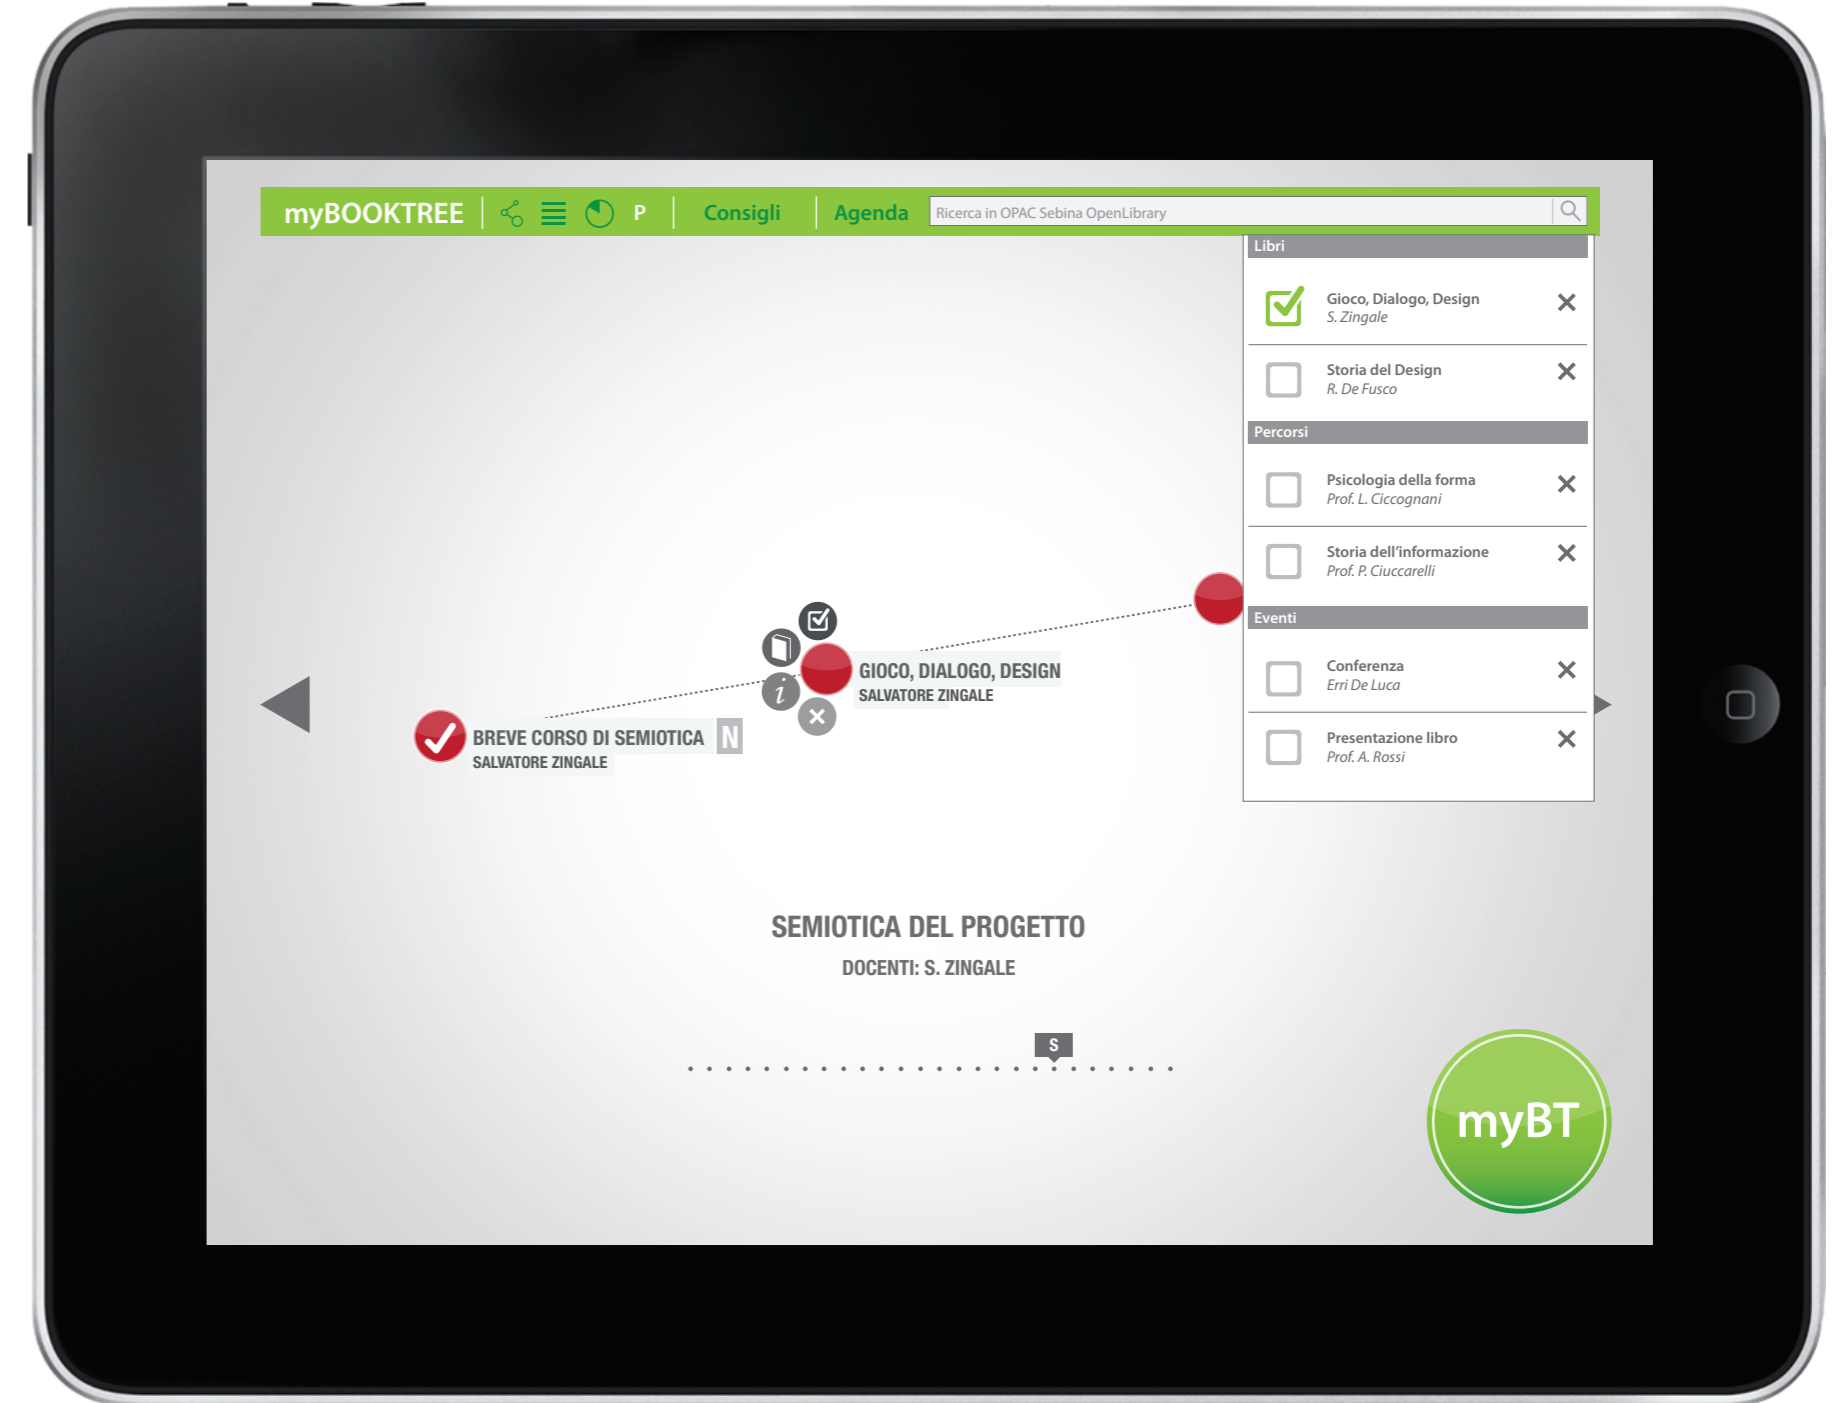 myBOOKTREE
P
Consigli
Agenda
Ricerca in OPAC Sebina OpenLibrary
Libri
Gioco, Dialogo, Design
S. Zingale
Storia del Design
R. De Fusco
Percorsi
Psicologia della forma
Prof. L. Ciccognani
Storia dell'informazione
Prof. P. Ciuccarelli
Eventi
Conferenza
Erri De Luca
Presentazione libro
Prof. A. Rossi
i
GIOCO, DIALOGO, DESIGN
SALVATORE ZINGALE
BREVE CORSO DI SEMIOTICA N
SALVATORE ZINGALE
SEMIOTICA DEL PROGETTO
DOCENTI: S. ZINGALE
S
myBT